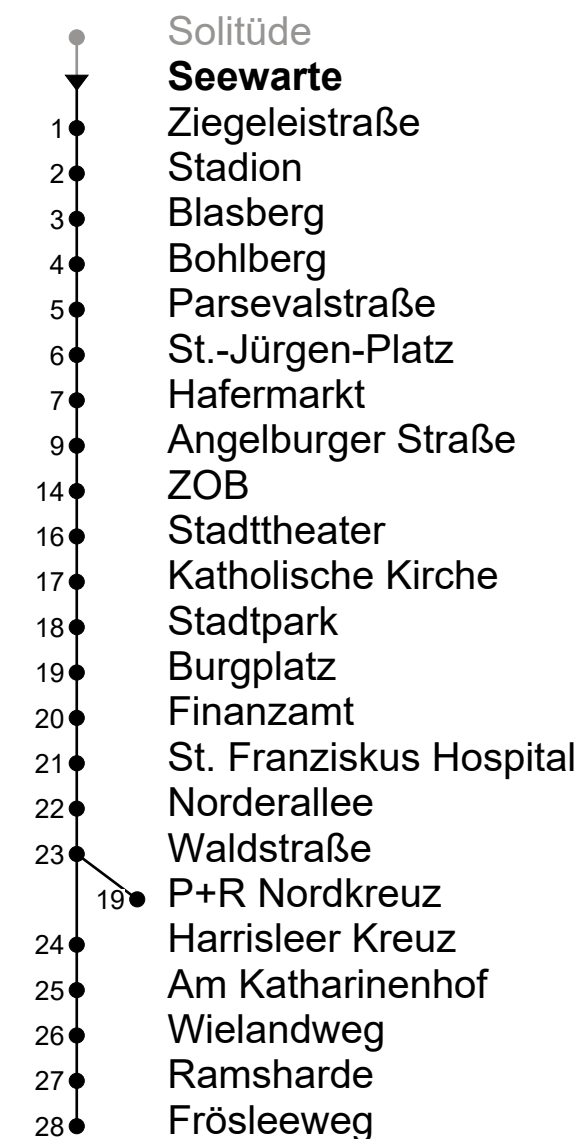 Solitüde
Seewarte
1 Ziegeleistraße
2 Stadion
3 Blasberg
4 Bohlberg
5 Parsevalstraße
6 St.-Jürgen-Platz
7 Hafermarkt
9 Angelburger Straße
14 ZOB
16 Stadttheater
17 Katholische Kirche
18 Stadtpark
19 Burgplatz
20 Finanzamt
21 St. Franziskus Hospital
22 Norderallee
23 Waldstraße
19 P+R Nordkreuz
24 Harrisleer Kreuz
25 Am Katharinenhof
26 Wielandweg
27 Ramsharde
28 Frösleeweg